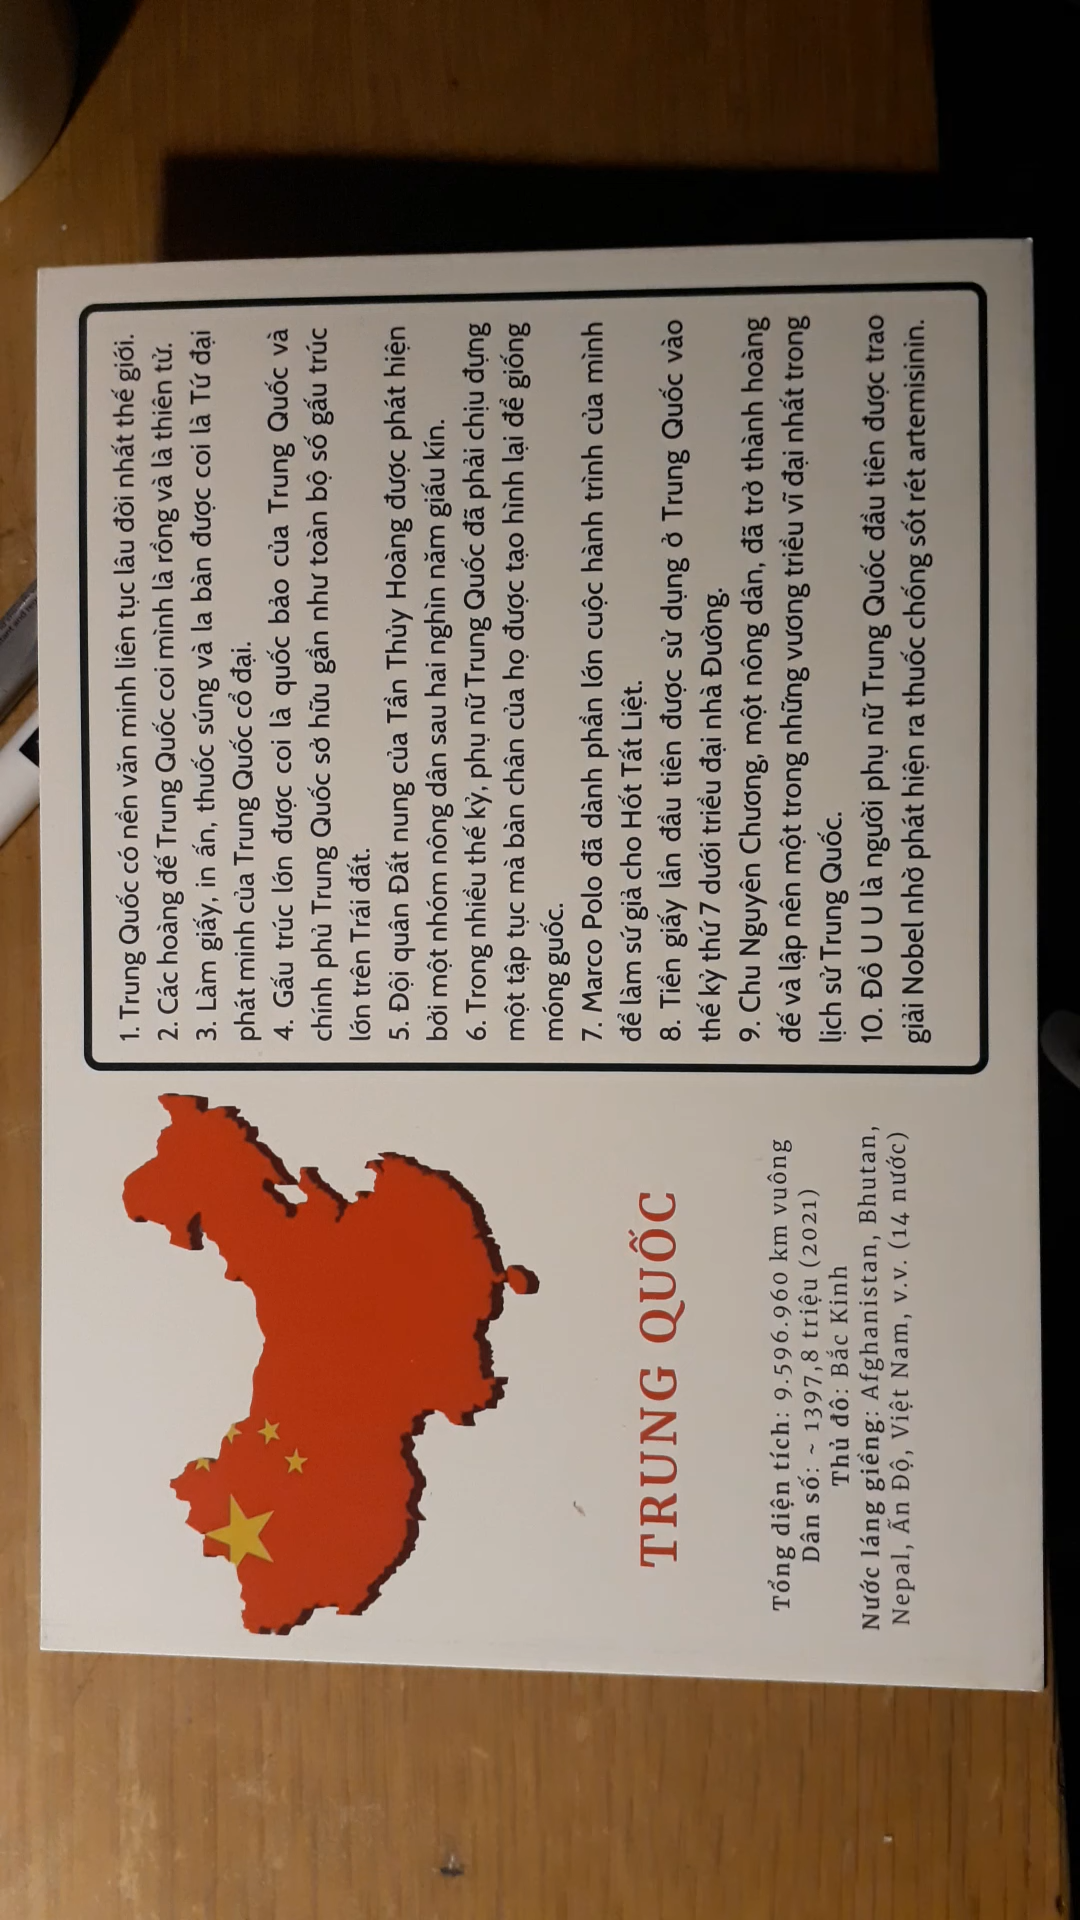 TRUNG QUỐC
Tổng diện tích: 9.596.960 km vuông
Dân số: ~ 1397,8 triệu (2021)
Thủ đô: Bắc Kinh
Nước láng giềng: Afghanistan, Bhutan,
Nepal, Ấn Độ, Việt Nam, v.v. (14 nước)
1. Trung Quốc có nền văn minh liên tục lâu đời nhất thế giới.
2. Các hoàng đế Trung Quốc coi mình là rồng và là thiên tử.
3. Làm giấy, in ấn, thuốc súng và la bàn được coi là Tứ đại
phát minh của Trung Quốc cổ đại.
4. Gấu trúc lớn được coi là quốc bảo của Trung Quốc và
chính phủ Trung Quốc sở hữu gần như toàn bộ số gấu trúc
lớn trên Trái đất.
5. Đội quân Đất nung của Tần Thủy Hoàng được phát hiện
bởi một nhóm nông dân sau hai nghìn năm giấu kín.
6. Trong nhiều thế kỷ, phụ nữ Trung Quốc đã phải chịu đựng
một tập tục mà bàn chân của họ được tạo hình lại để giống
móng guốc.
7. Marco Polo đã dành phần lớn cuộc hành trình của mình
để làm sứ giả cho Hốt Tất Liệt.
8. Tiền giấy lần đầu tiên được sử dụng ở Trung Quốc vào
thế kỷ thứ 7 dưới triều đại nhà Đường.
9. Chu Nguyên Chương, một nông dân, đã trở thành hoàng
đế và lập nên một trong những vương triều vĩ đại nhất trong
lịch sử Trung Quốc.
10. Đồ U U là người phụ nữ Trung Quốc đầu tiên được trao
giải Nobel nhờ phát hiện ra thuốc chống sốt rét artemisinin.